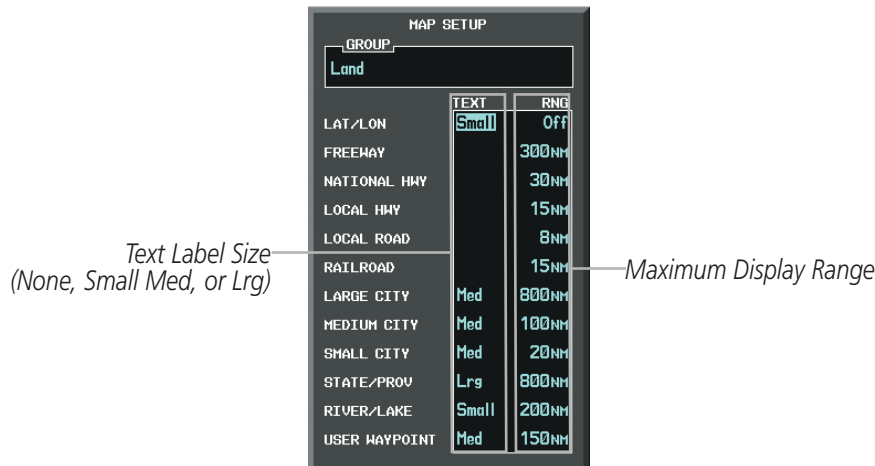 MAP SETUP
GROUP
Land
TEXT RNG
LAT/LON Small Off
FREEWAY 300NM
NATIONAL HWY 30NM
LOCAL HWY 15NM
LOCAL ROAD 8NM
RAILROAD 15NM
LARGE CITY Med 800NM
MEDIUM CITY Med 100NM
SMALL CITY Med 20NM
STATE/PROV Lrg 800NM
RIVER/LAKE Small 200NM
USER WAYPOINT Med 150NM
Text Label Size
(None, Small Med, or Lrg)
Maximum Display Range